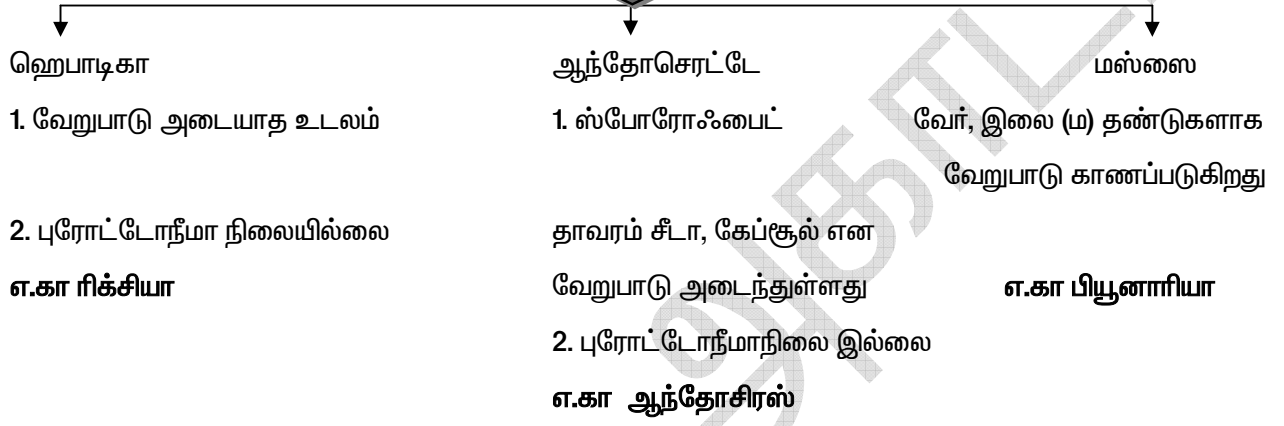 ஹெபாடிகா
1. வேறுபாடு அடையாத உடலம்
2. புரோட்டோநீமா நிலையில்லை
எ.கா ரிக்சியா
ஆந்தோசெரட்டே
1. ஸ்போரோஃபைட்
தாவரம் சீடா, கேப்சூல் என
வேறுபாடு அடைந்துள்ளது
2. புரோட்டோநீமாநிலை இல்லை
எ.கா ஆந்தோசிரஸ்
மஸ்ஸை
வேர், இலை (ம) தண்டுகளாக
வேறுபாடு காணப்படுகிறது
எ.கா பியூனாரியா